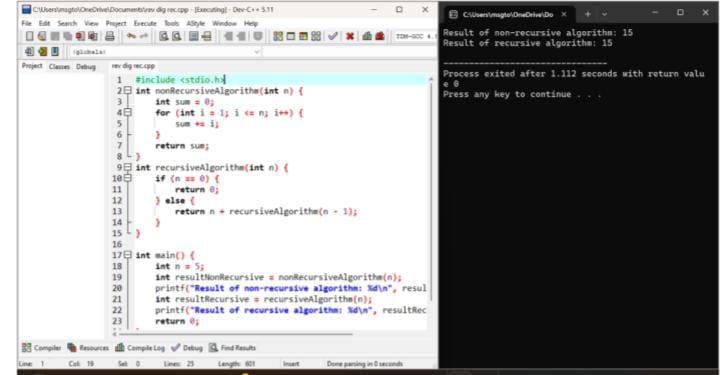 C:\Users\msgto\OneDrive\Documents\rev dig rec.cpp - [Executing] - Dev-C++ 5.11
File Edit Search View Project Execute Tools AStyle Window Help
TDM-GCC 4.
(globals)
Project Classes Debug
rev dig rec.cpp
1 #include <stdio.h>
2 int nonRecursiveAlgorithm(int n) {
3 int sum = 0;
4 for (int i = 1; i <= n; i++) {
5 sum += i;
6 }
7 return sum;
8 }
9 int recursiveAlgorithm(int n) {
10 if (n == 0) {
11 return 0;
12 } else {
13 return n + recursiveAlgorithm(n - 1);
14 }
15 }
16
17 int main() {
18 int n = 5;
19 int resultNonRecursive = nonRecursiveAlgorithm(n);
20 printf("Result of non-recursive algorithm: %d\n", resul
21 int resultRecursive = recursiveAlgorithm(n);
22 printf("Result of recursive algorithm: %d\n", resultRec
23 return 0;
Compiler Resources Compile Log Debug Find Results
Line: 1 Col: 19 Sel: 0 Lines: 25 Length: 601 Insert Done parsing in 0 seconds
C:\Users\msgto\OneDrive\Do
Result of non-recursive algorithm: 15
Result of recursive algorithm: 15
--------------------------------
Process exited after 1.112 seconds with return valu
e 0
Press any key to continue . . .